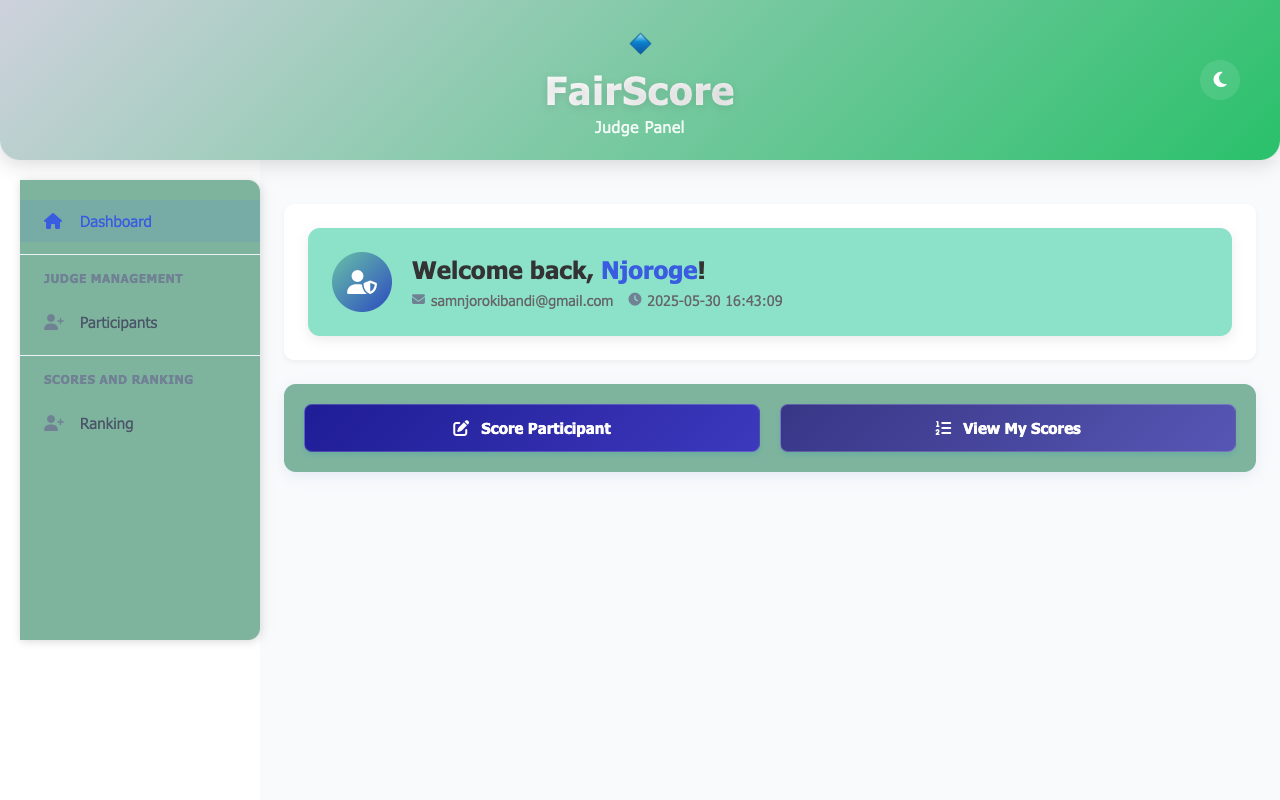 FairScore
Judge Panel
Dashboard
JUDGE MANAGEMENT
Participants
SCORES AND RANKING
Ranking
Welcome back, Njoroge!
samnjorokibandi@gmail.com 2025-05-30 16:43:09
Score Participant
View My Scores